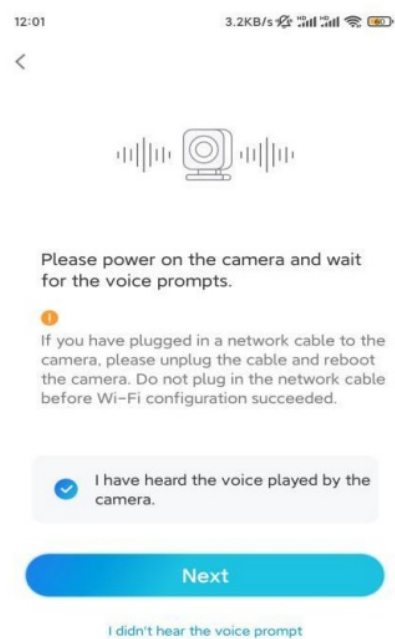 12:01 3.2KB/s HD HD 60
Please power on the camera and wait
for the voice prompts.
If you have plugged in a network cable to the
camera, please unplug the cable and reboot
the camera. Do not plug in the network cable
before Wi-Fi configuration succeeded.
I have heard the voice played by the
camera.
Next
I didn't hear the voice prompt